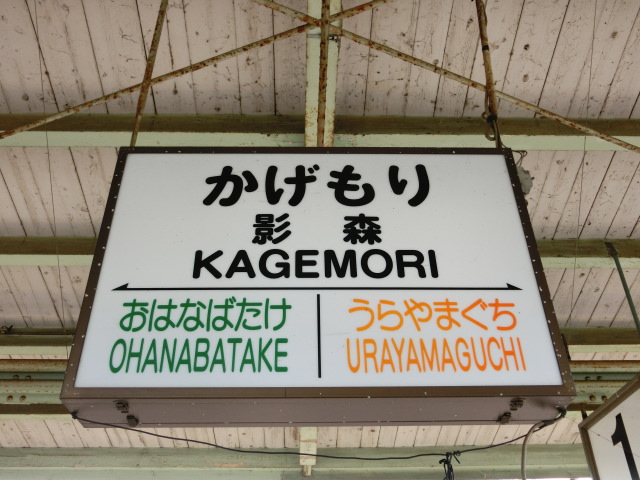 かげもり
影森
KAGEMORI
おはなばたけ
OHANABATAKE
うらやまぐち
URAYAMAGUCHI
1